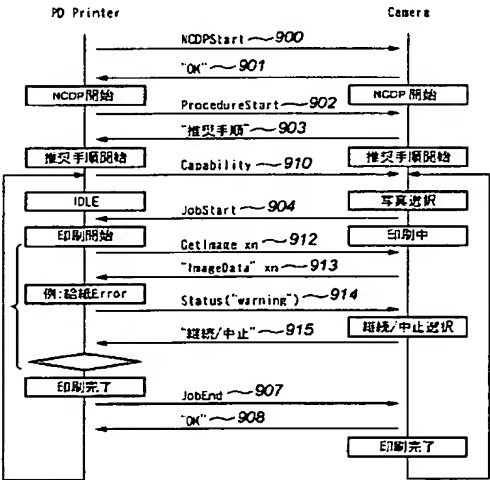 PD Printer
Camera
NCDPStart 900
"OK" 901
NCDP開始
NCDP開始
ProcedureStart 902
"推奨手順" 903
推奨手順開始
推奨手順開始
Capability 910
IDLE
写真選択
JobStart 904
印刷開始
印刷中
GetImage xn 912
"ImageData" xn 913
例:給紙Error
Status("warning") 914
"継続/中止" 915
継続/中止選択
印刷完了
JobEnd 907
"OK" 908
印刷完了